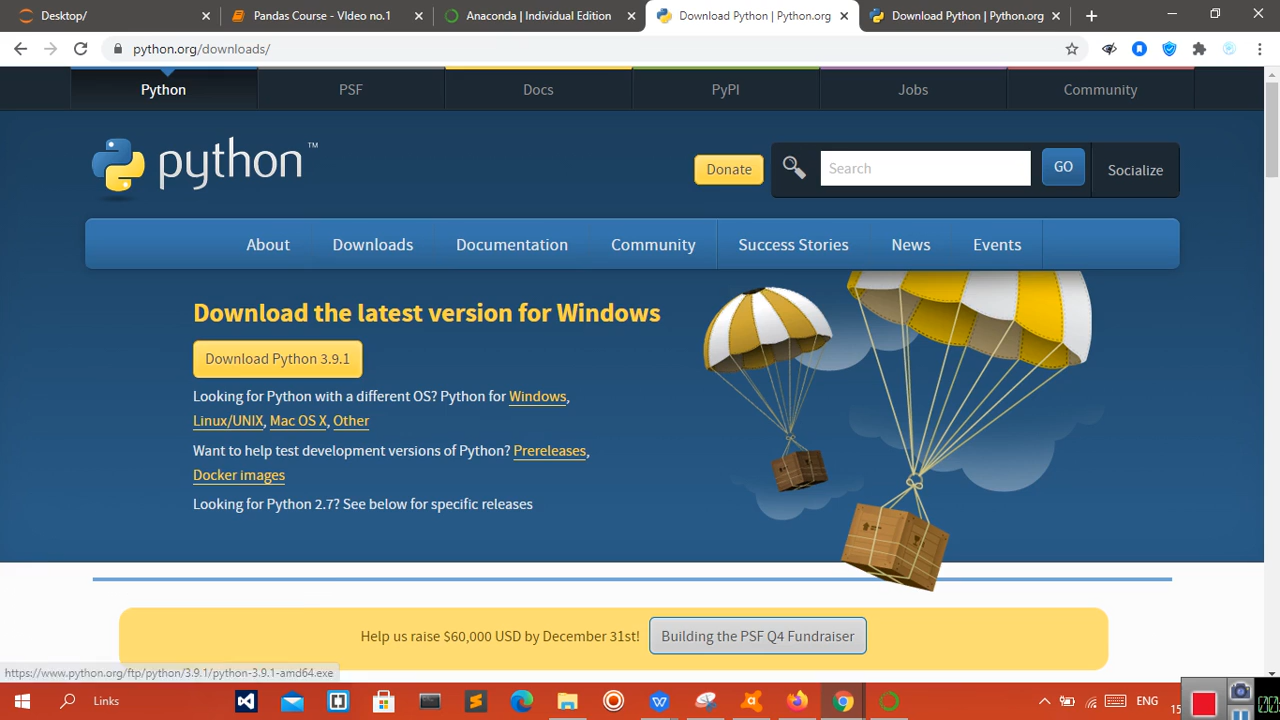 Desktop/
Pandas Course - VIdeo no.1
Anaconda | Individual Edition
Download Python | Python.org
Download Python | Python.org
python.org/downloads/
Python
PSF
Docs
PyPI
Jobs
Community
python™
Donate
Search
GO
Socialize
About
Downloads
Documentation
Community
Success Stories
News
Events
Download the latest version for Windows
Download Python 3.9.1
Looking for Python with a different OS? Python for Windows,
Linux/UNIX, Mac OS X, Other
Want to help test development versions of Python? Prereleases,
Docker images
Looking for Python 2.7? See below for specific releases
Help us raise $60,000 USD by December 31st!
Building the PSF Q4 Fundraiser
https://www.python.org/ftp/python/3.9.1/python-3.9.1-amd64.exe
Links
ENG
15